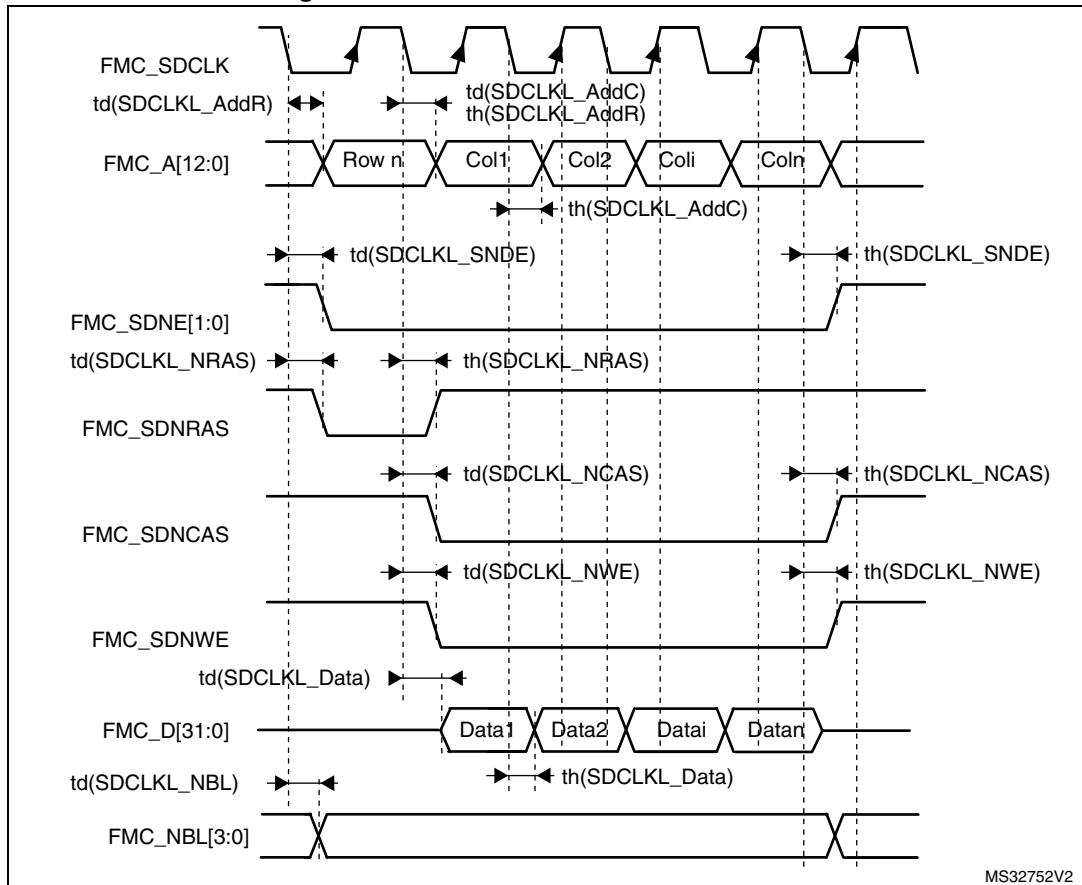 FMC_SDCLK
td(SDCLKL_AddR)
td(SDCLKL_AddC)
th(SDCLKL_AddR)
FMC_A[12:0]
Row n
Col1
Col2
Coli
Coln
th(SDCLKL_AddC)
td(SDCLKL_SNDE)
th(SDCLKL_SNDE)
FMC_SDNE[1:0]
td(SDCLKL_NRAS)
th(SDCLKL_NRAS)
FMC_SDNRAS
td(SDCLKL_NCAS)
th(SDCLKL_NCAS)
FMC_SDNCAS
td(SDCLKL_NWE)
th(SDCLKL_NWE)
FMC_SDNWE
td(SDCLKL_Data)
FMC_D[31:0]
Data1
Data2
Datai
Datan
td(SDCLKL_NBL)
th(SDCLKL_Data)
FMC_NBL[3:0]
MS32752V2